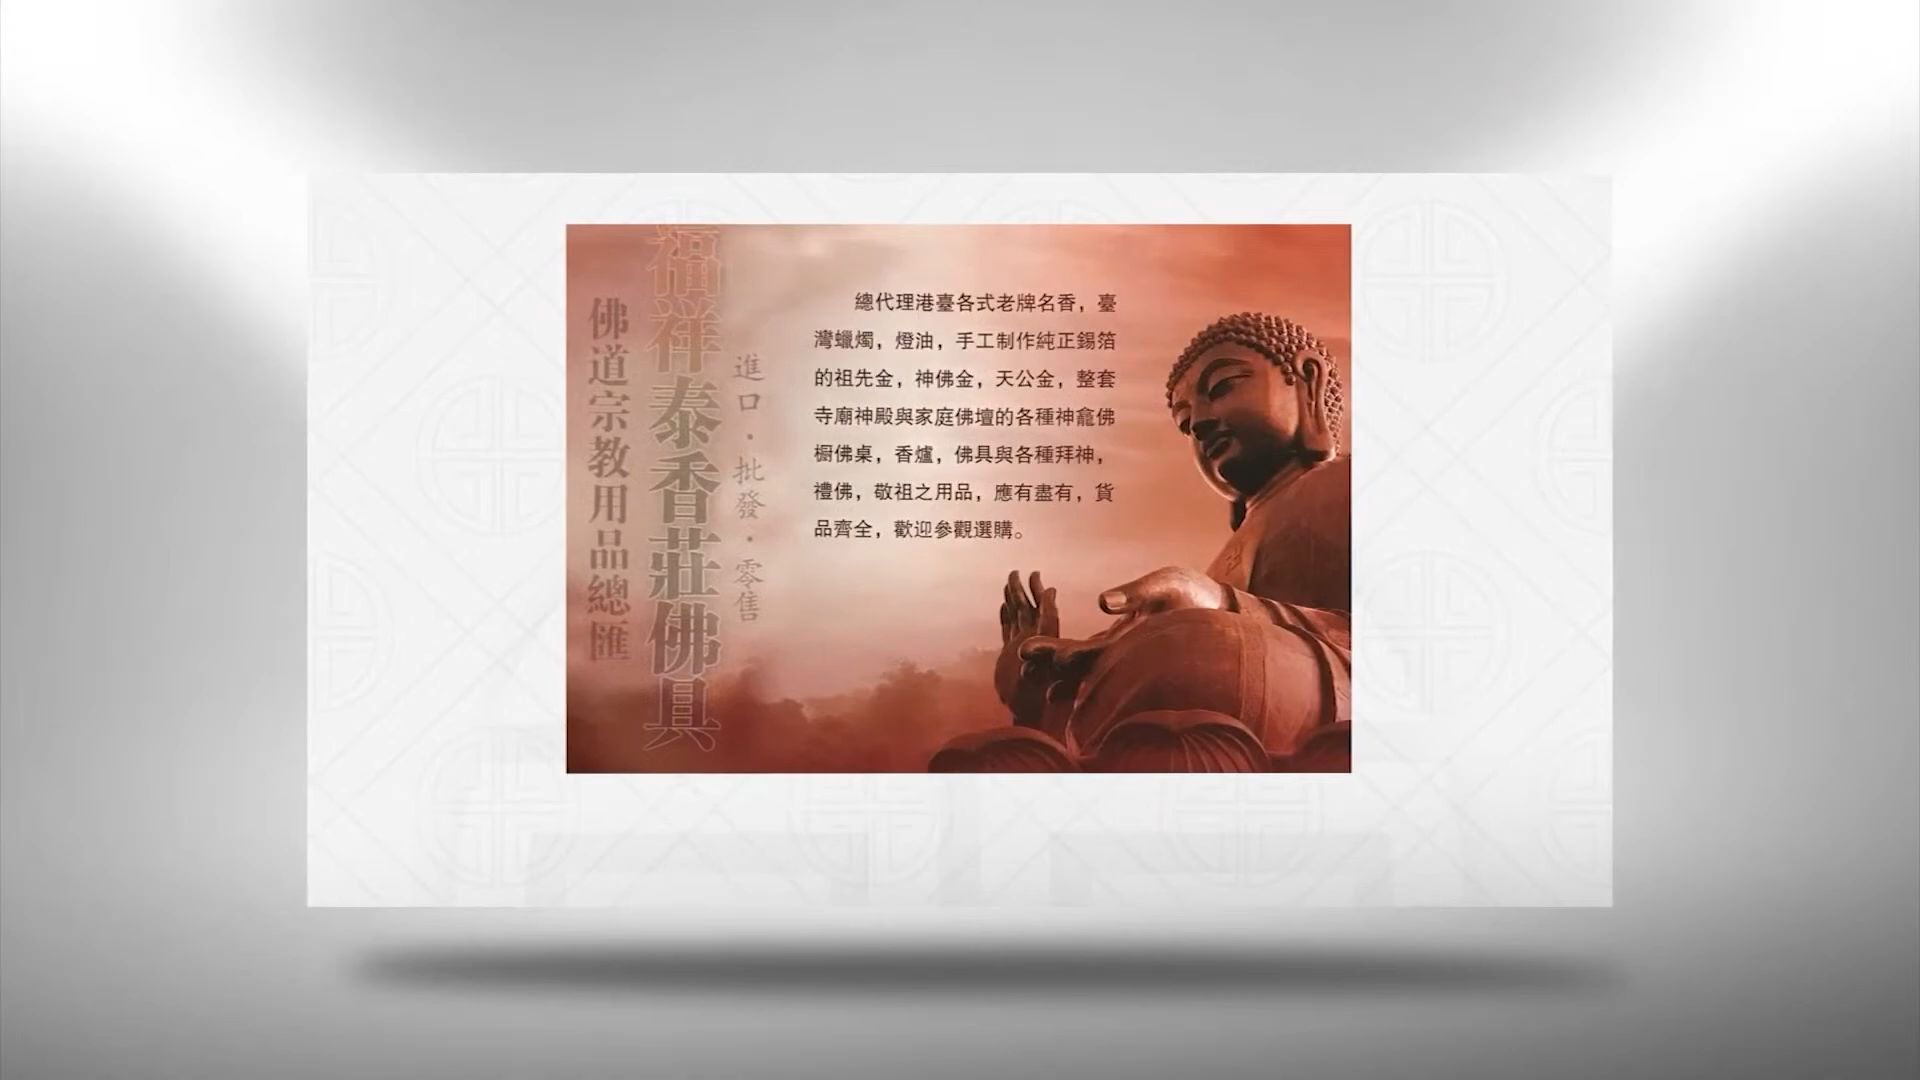 佛道宗教用品總匯
福祥泰香莊佛具
進口·批發·零售
總代理港臺各式老牌名香，臺
灣蠟燭，燈油，手工制作純正錫箔
的祖先金，神佛金，天公金，整套
寺廟神殿與家庭佛壇的各種神龕佛
櫥佛桌，香爐，佛具與各種拜神，
禮佛，敬祖之用品，應有盡有，貨
品齊全，歡迎參觀選購。